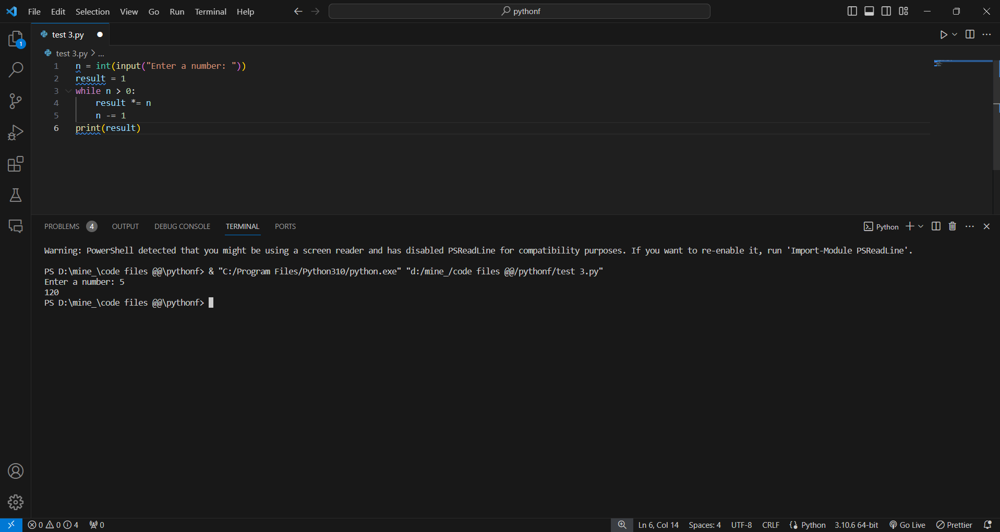 File Edit Selection View Go Run Terminal Help pythonf
1
test 3.py
test 3.py > ...
1 n = int(input("Enter a number: "))
2 result = 1
3 while n > 0:
4 result *= n
5 n -= 1
6 print(result)
PROBLEMS 4 OUTPUT DEBUG CONSOLE TERMINAL PORTS Python
Warning: PowerShell detected that you might be using a screen reader and has disabled PSReadLine for compatibility purposes. If you want to re-enable it, run 'Import-Module PSReadLine'.
PS D:\mine_\code files @@\pythonf> & "C:/Program Files/Python310/python.exe" "d:/mine_/code files @@/pythonf/test 3.py"
Enter a number: 5
120
PS D:\mine_\code files @@\pythonf>
0 0 4 0 Ln 6, Col 14 Spaces: 4 UTF-8 CRLF Python 3.10.6 64-bit Go Live Prettier